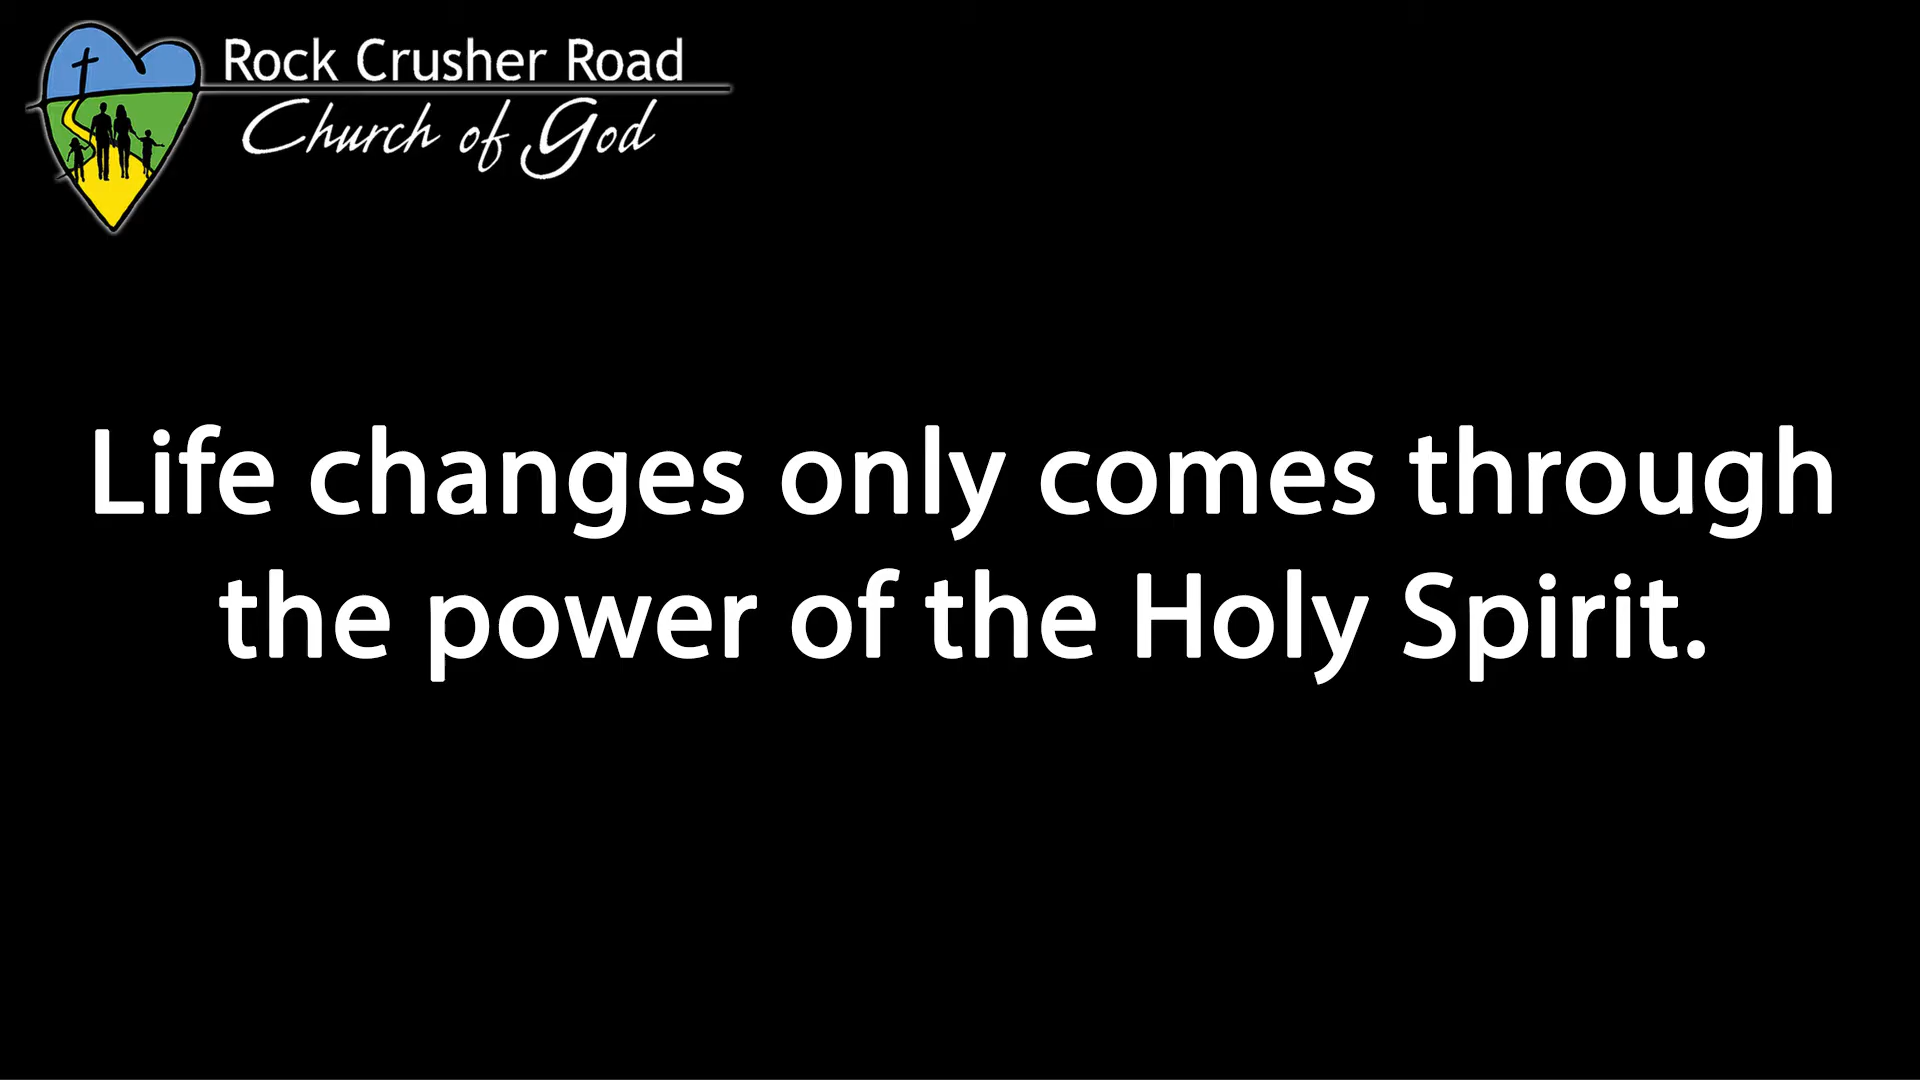 Rock Crusher Road
Church of God
Life changes only comes through
the power of the Holy Spirit.